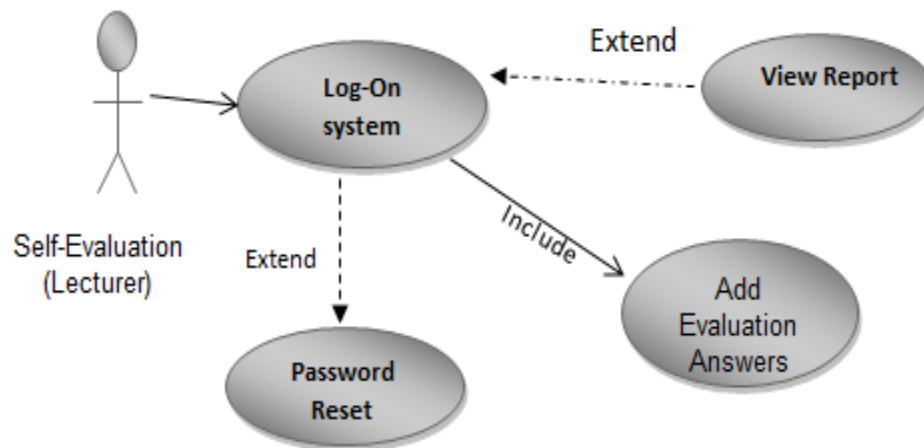 Extend
View Report
Log-On
system
Include
Self-Evaluation
(Lecturer)
Extend
Add
Evaluation
Answers
Password
Reset